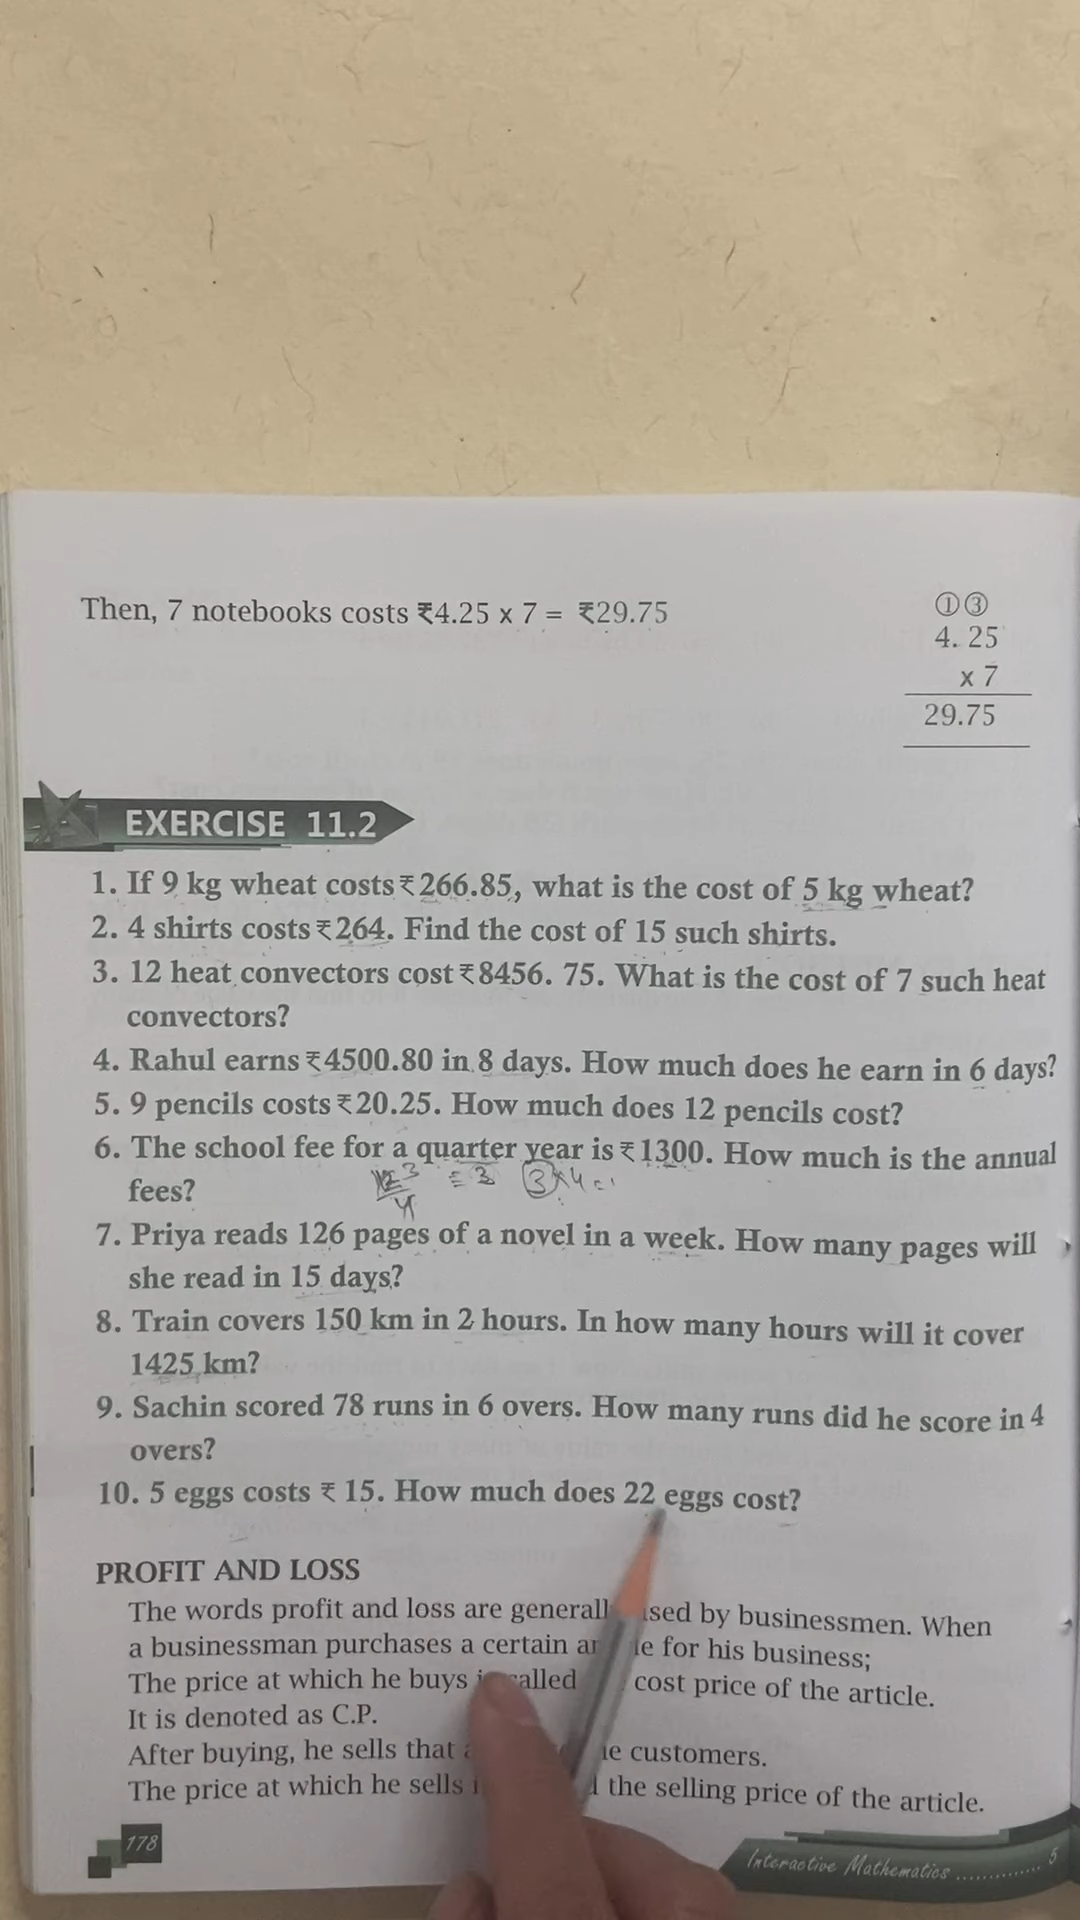 Then, 7 notebooks costs ₹4.25 x 7 = ₹29.75
①③
4. 25
x 7
29.75
EXERCISE 11.2
1. If 9 kg wheat costs ₹266.85, what is the cost of 5 kg wheat?
2. 4 shirts costs ₹264. Find the cost of 15 such shirts.
3. 12 heat convectors cost ₹8456. 75. What is the cost of 7 such heat
convectors?
4. Rahul earns ₹4500.80 in 8 days. How much does he earn in 6 days?
5. 9 pencils costs ₹20.25. How much does 12 pencils cost?
6. The school fee for a quarter year is ₹1300. How much is the annual
fees?
= 3 3×4=
7. Priya reads 126 pages of a novel in a week. How many pages will
she read in 15 days?
8. Train covers 150 km in 2 hours. In how many hours will it cover
1425 km?
9. Sachin scored 78 runs in 6 overs. How many runs did he score in 4
overs?
10. 5 eggs costs ₹ 15. How much does 22 eggs cost?
PROFIT AND LOSS
The words profit and loss are generall used by businessmen. When
a businessman purchases a certain for his business;
The price at which he buys called cost price of the article.
It is denoted as C.P.
After buying, he sells that customers.
The price at which he sells the selling price of the article.
178
Interactive Mathematics .............. 5